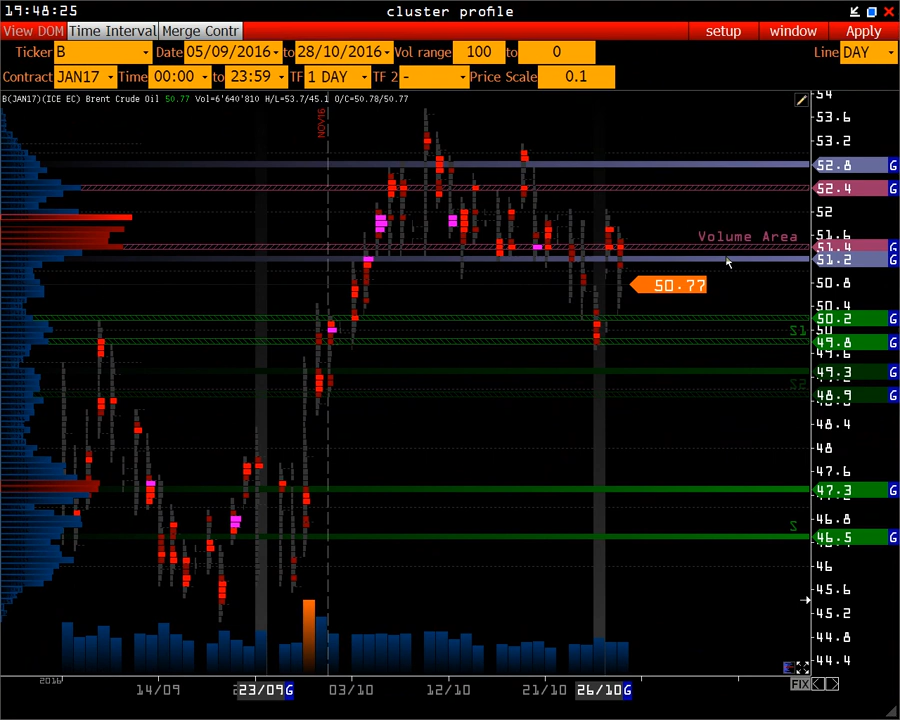 19:48:25 cluster profile
View DOM Time Interval Merge Contr setup window Apply
Ticker B Date 05/09/2016 to 28/10/2016 Vol range 100 to 0 Line DAY
Contract JAN17 Time 00:00 to 23:59 TF 1 DAY TF 2 - Price Scale 0.1
B(JAN17)(ICE EC) Brent Crude Oil 50.77 Vol=6'640'810 H/L=53.7/45.1 O/C=50.78/50.77
54
NOV16
53.6
53.2
52.8 G
52.4 G
52
51.6
Volume Area
51.4 G
51.2 G
50.8
50.77
50.4
50.2 G
S1 50
49.8 G
49.6
49.3 G
S2
48.9 G
48.4
48
47.6
47.3 G
46.8
S
46.5 G
46
45.6
45.2
44.8
44.4
2016 14/09 23/09 G 03/10 12/10 21/10 26/10 G FIX